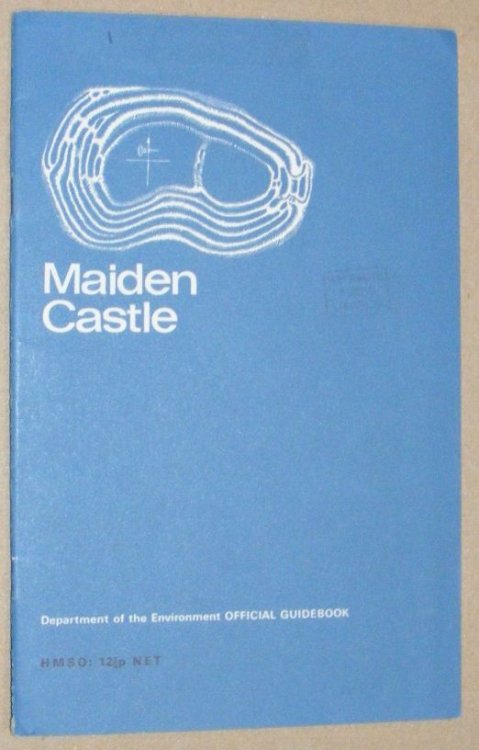 Maiden
Castle
Department of the Environment OFFICIAL GUIDEBOOK
HMSO: 12½p NET